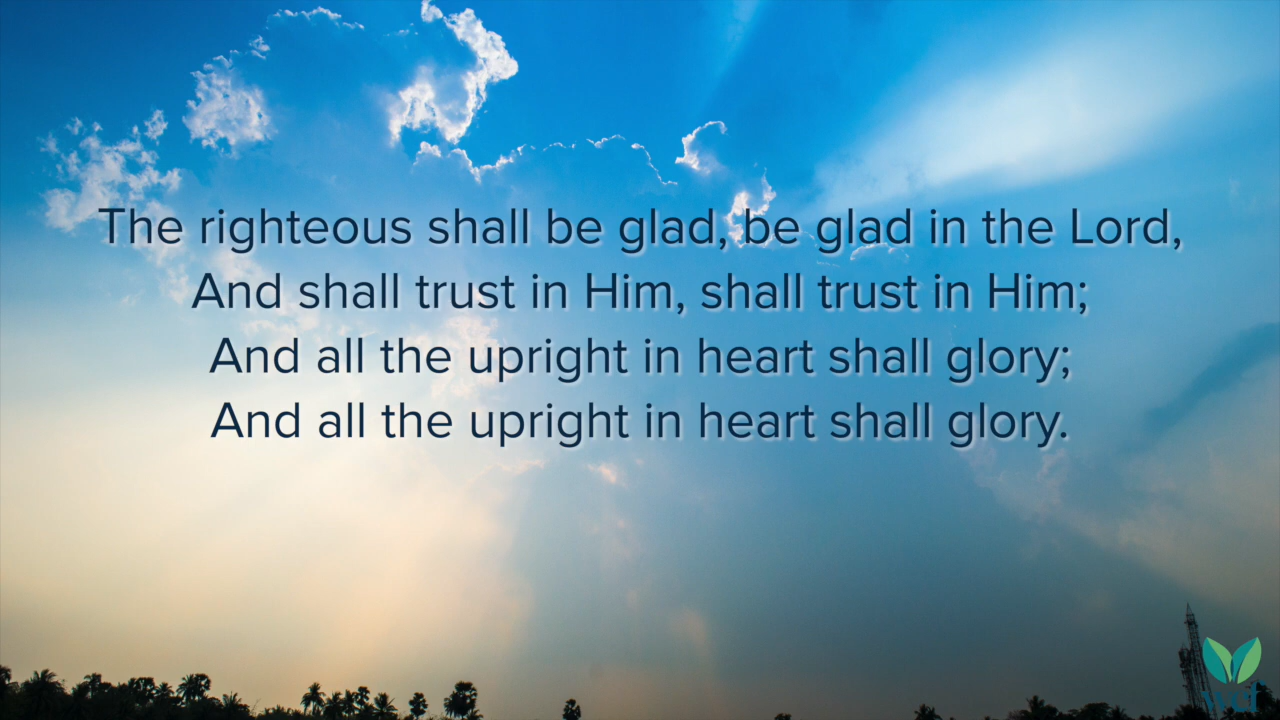 The righteous shall be glad, be glad in the Lord,
And shall trust in Him, shall trust in Him;
And all the upright in heart shall glory;
And all the upright in heart shall glory.
wcf